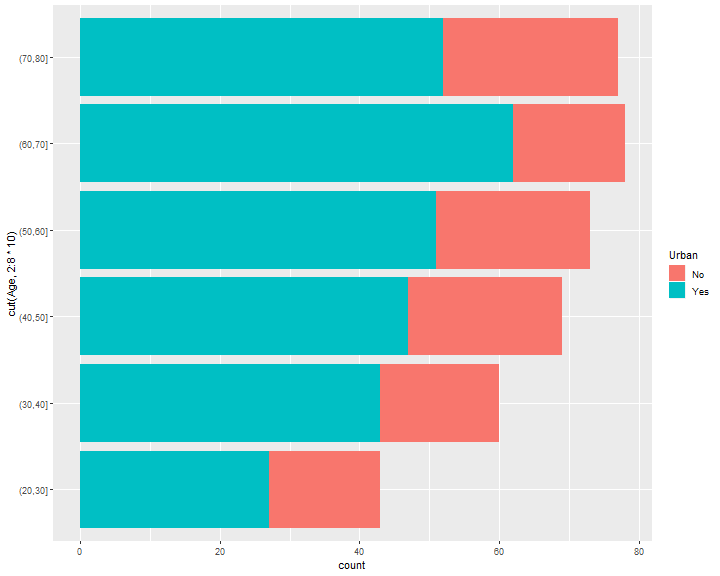 (70,80]
(60,70]
(50,60]
(40,50]
(30,40]
(20,30]
cut(Age, 2:8 * 10)
0 20 40 60 80
count
Urban
No
Yes